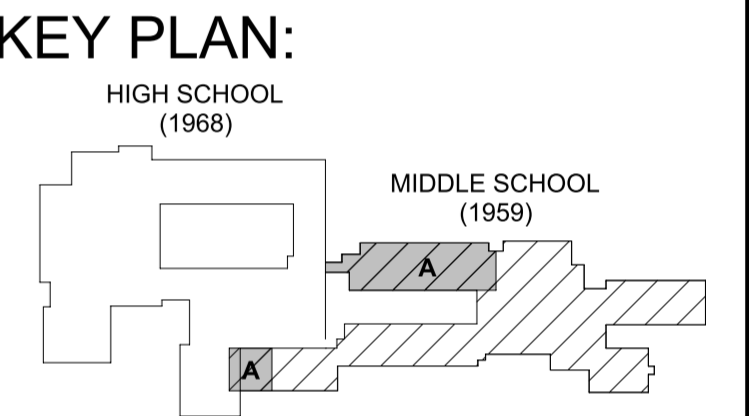 KEY PLAN:
HIGH SCHOOL
(1968)
MIDDLE SCHOOL
(1959)
A
A